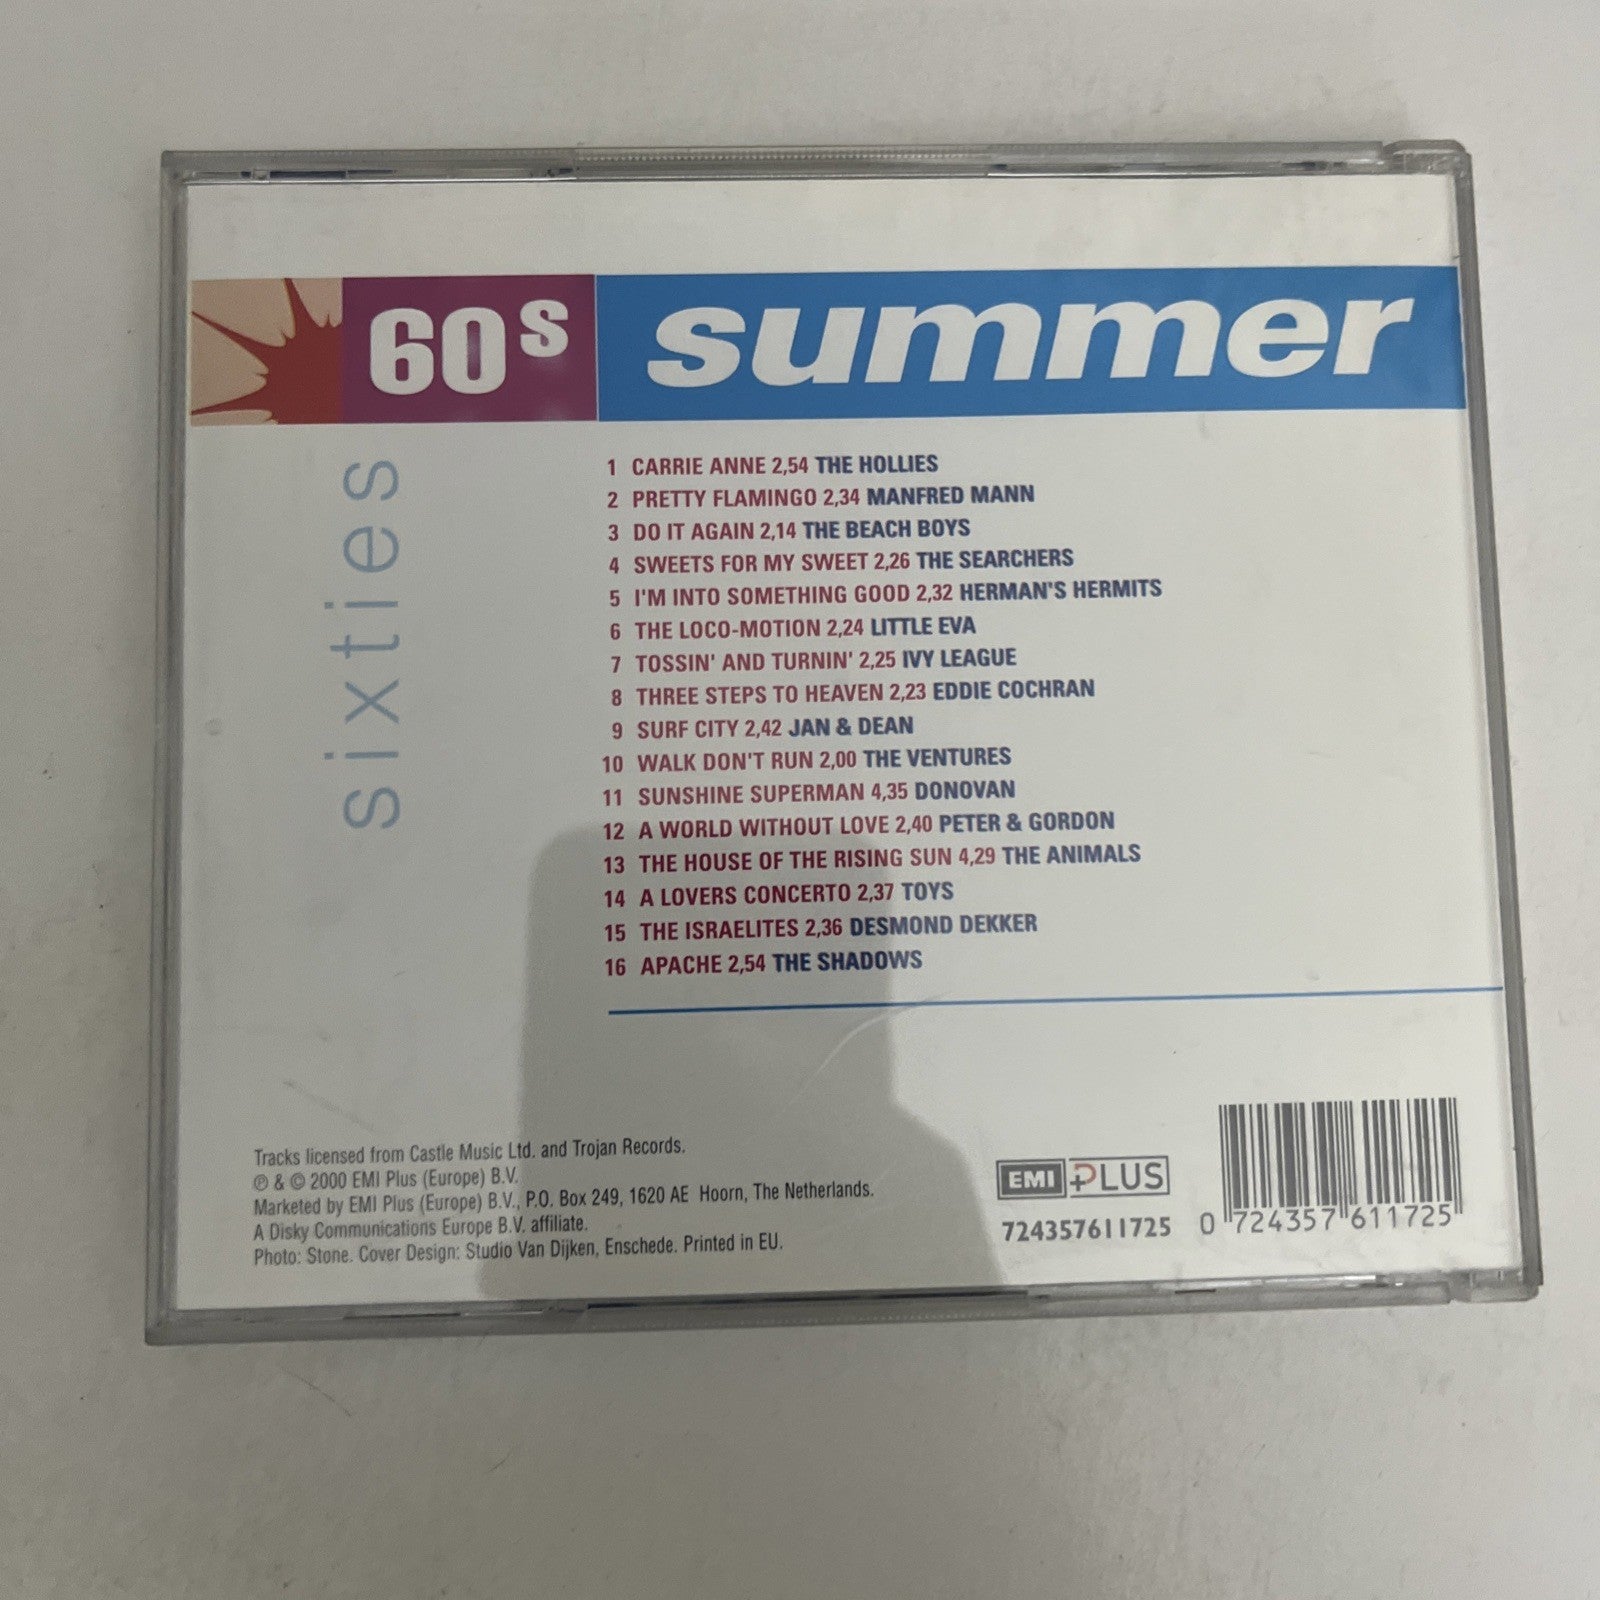 60s summer
sixties
1 CARRIE ANNE 2,54 THE HOLLIES
2 PRETTY FLAMINGO 2,34 MANFRED MANN
3 DO IT AGAIN 2,14 THE BEACH BOYS
4 SWEETS FOR MY SWEET 2,26 THE SEARCHERS
5 I'M INTO SOMETHING GOOD 2,32 HERMAN'S HERMITS
6 THE LOCO-MOTION 2,24 LITTLE EVA
7 TOSSIN' AND TURNIN' 2,25 IVY LEAGUE
8 THREE STEPS TO HEAVEN 2,23 EDDIE COCHRAN
9 SURF CITY 2,42 JAN & DEAN
10 WALK DON'T RUN 2,00 THE VENTURES
11 SUNSHINE SUPERMAN 4,35 DONOVAN
12 A WORLD WITHOUT LOVE 2,40 PETER & GORDON
13 THE HOUSE OF THE RISING SUN 4,29 THE ANIMALS
14 A LOVERS CONCERTO 2,37 TOYS
15 THE ISRAELITES 2,36 DESMOND DEKKER
16 APACHE 2,54 THE SHADOWS
Tracks licensed from Castle Music Ltd. and Trojan Records.
℗ & © 2000 EMI Plus (Europe) B.V.
Marketed by EMI Plus (Europe) B.V., P.O. Box 249, 1620 AE Hoorn, The Netherlands.
A Disky Communications Europe B.V. affiliate.
Photo: Stone. Cover Design: Studio Van Dijken, Enschede. Printed in EU.
EMI PLUS
724357611725
0 724357 611725